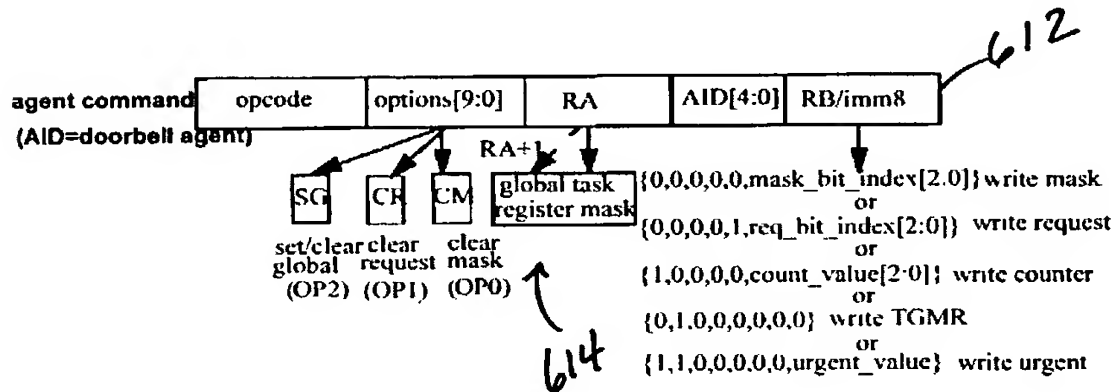 612
agent command opcode options[9:0] RA AID[4:0] RB/imm8
(AID=doorbell agent)
RA+1
SG CR CM global task register mask
set/clear global (OP2) clear request (OP1) clear mask (OP0)
{0,0,0,0,0,mask_bit_index[2.0]} write mask
or
{0,0,0,0,1,req_bit_index[2:0]} write request
or
{1,0,0,0,0,count_value[2:0]} write counter
or
{0,1,0,0,0,0,0,0} write TGMR
or
{1,1,0,0,0,0,0,urgent_value} write urgent
614